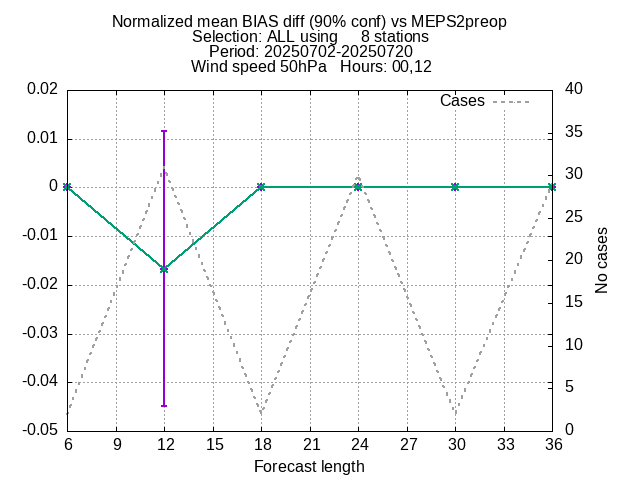 Normalized mean BIAS diff (90% conf) vs MEPS2preop
Selection: ALL using     8 stations
Period: 20250702-20250720
Wind speed 50hPa   Hours: 00,12
Cases
0.02
0.01
0
-0.01
-0.02
-0.03
-0.04
-0.05
40
35
30
25
20
15
10
5
0
No cases
6 9 12 15 18 21 24 27 30 33 36
Forecast length